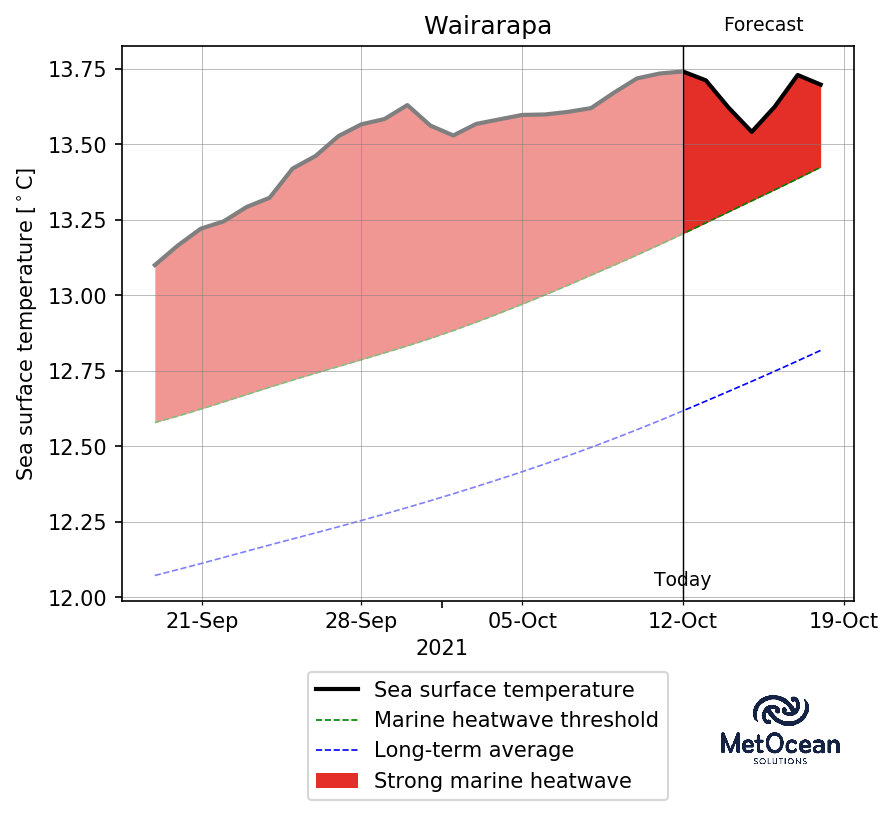 Wairarapa
Forecast
Sea surface temperature [°C]
13.75
13.50
13.25
13.00
12.75
12.50
12.25
12.00
Today
21-Sep
28-Sep
05-Oct
12-Oct
19-Oct
2021
Sea surface temperature
Marine heatwave threshold
Long-term average
Strong marine heatwave
MetOcean
SOLUTIONS